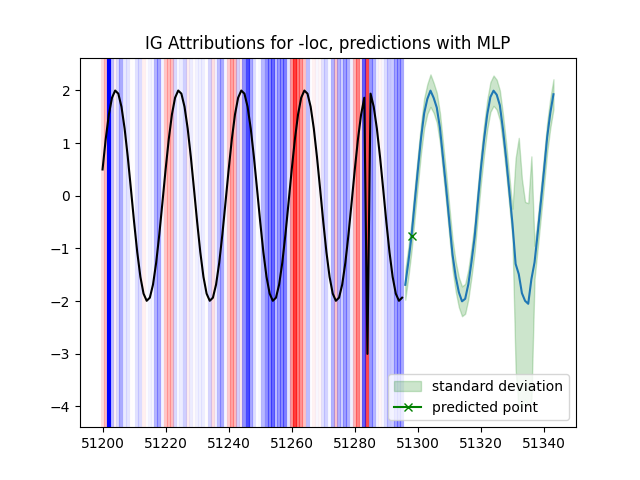 IG Attributions for -loc, predictions with MLP
2
1
0
−1
−2
−3
−4
standard deviation
predicted point
51200 51220 51240 51260 51280 51300 51320 51340